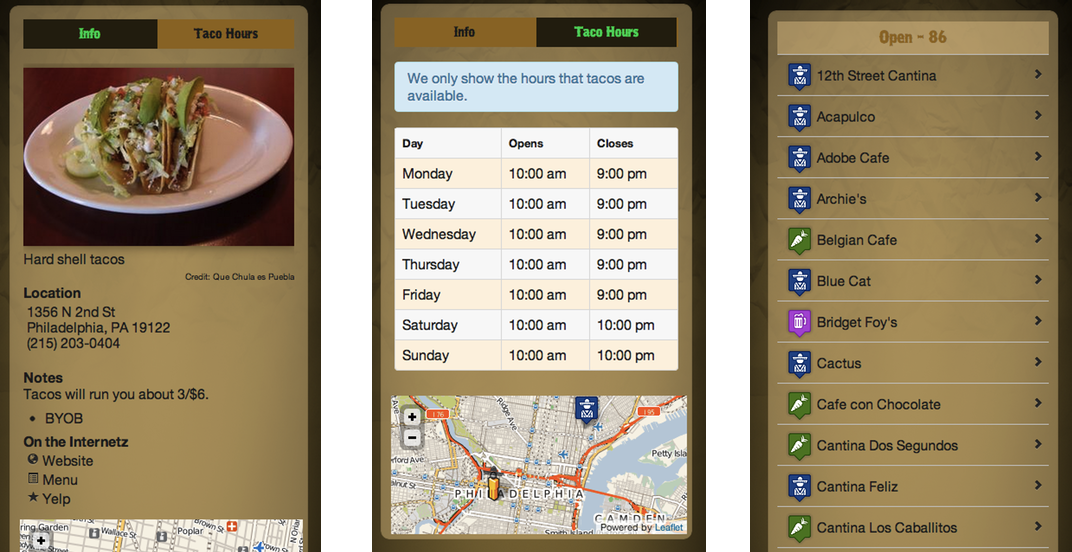 Info
Taco Hours
Hard shell tacos
Credit: Que Chula es Puebla
Location
1356 N 2nd St
Philadelphia, PA 19122
(215) 203-0404
Notes
Tacos will run you about 3/$6.
• BYOB
On the Internetz
Website
Menu
Yelp
+
ring Garden
Wallace St
Poplar
Brown St
Info
Taco Hours
We only show the hours that tacos are
available.
Day Opens Closes
Monday 10:00 am 9:00 pm
Tuesday 10:00 am 9:00 pm
Wednesday 10:00 am 9:00 pm
Thursday 10:00 am 9:00 pm
Friday 10:00 am 9:00 pm
Saturday 10:00 am 10:00 pm
Sunday 10:00 am 10:00 pm
+
−
I 76
Ridge Ave
I 95
Petty Isla
erford Ave
PHILADELPHIA
CAMDEN
Powered by Leaflet
Open - 86
12th Street Cantina
Acapulco
Adobe Cafe
Archie's
Belgian Cafe
Blue Cat
Bridget Foy's
Cactus
Cafe con Chocolate
Cantina Dos Segundos
Cantina Feliz
Cantina Los Caballitos